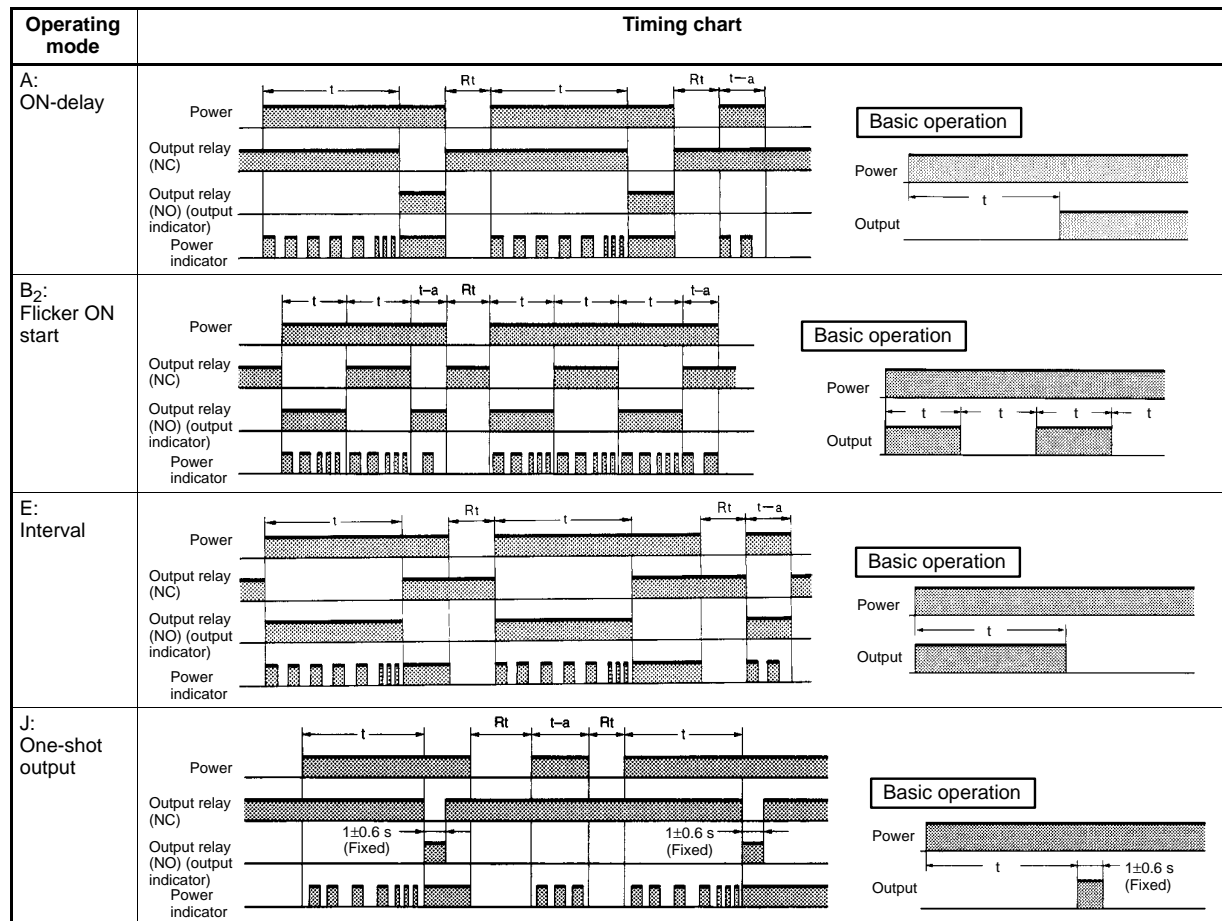 Operating mode
Timing chart
A:
ON-delay
t
Rt
t
Rt
t–a
Power
Output relay
(NC)
Output relay
(NO) (output
indicator)
Power
indicator
Basic operation
Power
t
Output
B2:
Flicker ON
start
t
t
t–a
Rt
t
t
t
t–a
Power
Output relay
(NC)
Output relay
(NO) (output
indicator)
Power
indicator
Basic operation
Power
t
t
t
t
Output
E:
Interval
t
Rt
t
Rt
t–a
Power
Output relay
(NC)
Output relay
(NO) (output
indicator)
Power
indicator
Basic operation
Power
t
Output
J:
One-shot
output
t
Rt
t–a
Rt
t
Power
Output relay
(NC)
1±0.6 s
(Fixed)
1±0.6 s
(Fixed)
Output relay
(NO) (output
indicator)
Power
indicator
Basic operation
Power
t
1±0.6 s
(Fixed)
Output